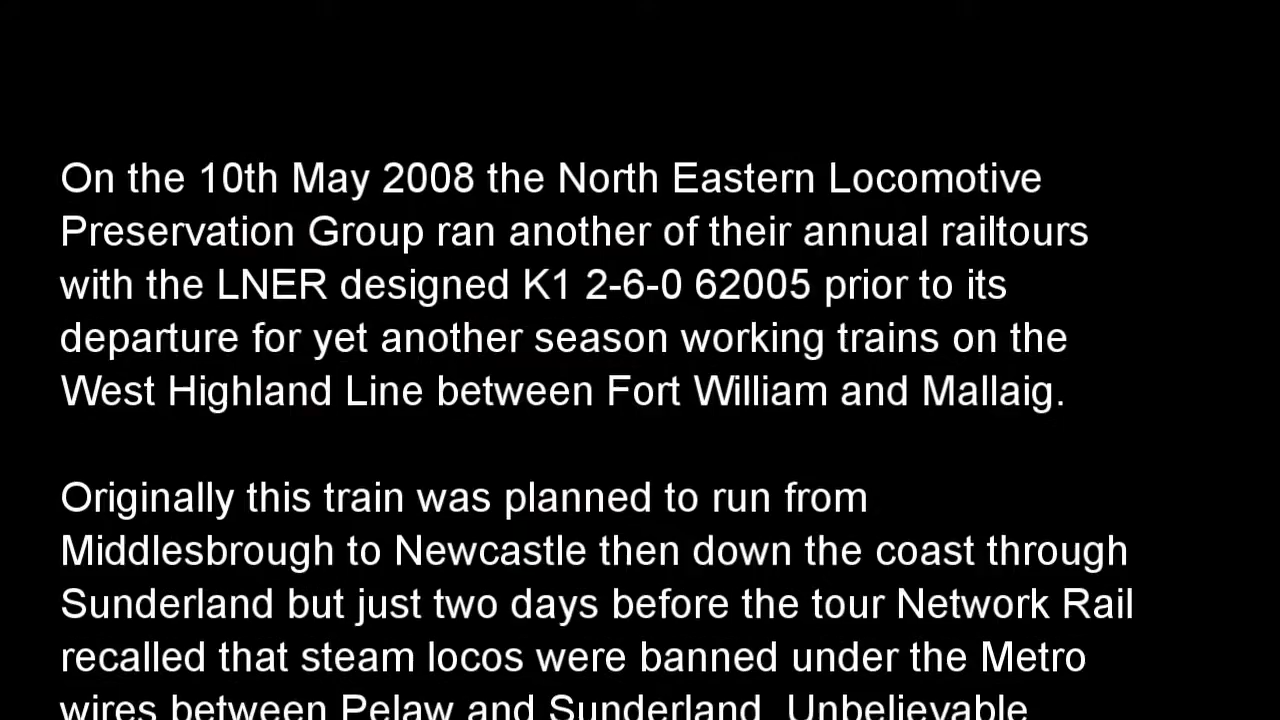 On the 10th May 2008 the North Eastern Locomotive
Preservation Group ran another of their annual railtours
with the LNER designed K1 2-6-0 62005 prior to its
departure for yet another season working trains on the
West Highland Line between Fort William and Mallaig.
Originally this train was planned to run from
Middlesbrough to Newcastle then down the coast through
Sunderland but just two days before the tour Network Rail
recalled that steam locos were banned under the Metro
wires between Pelaw and Sunderland. Unbelievable